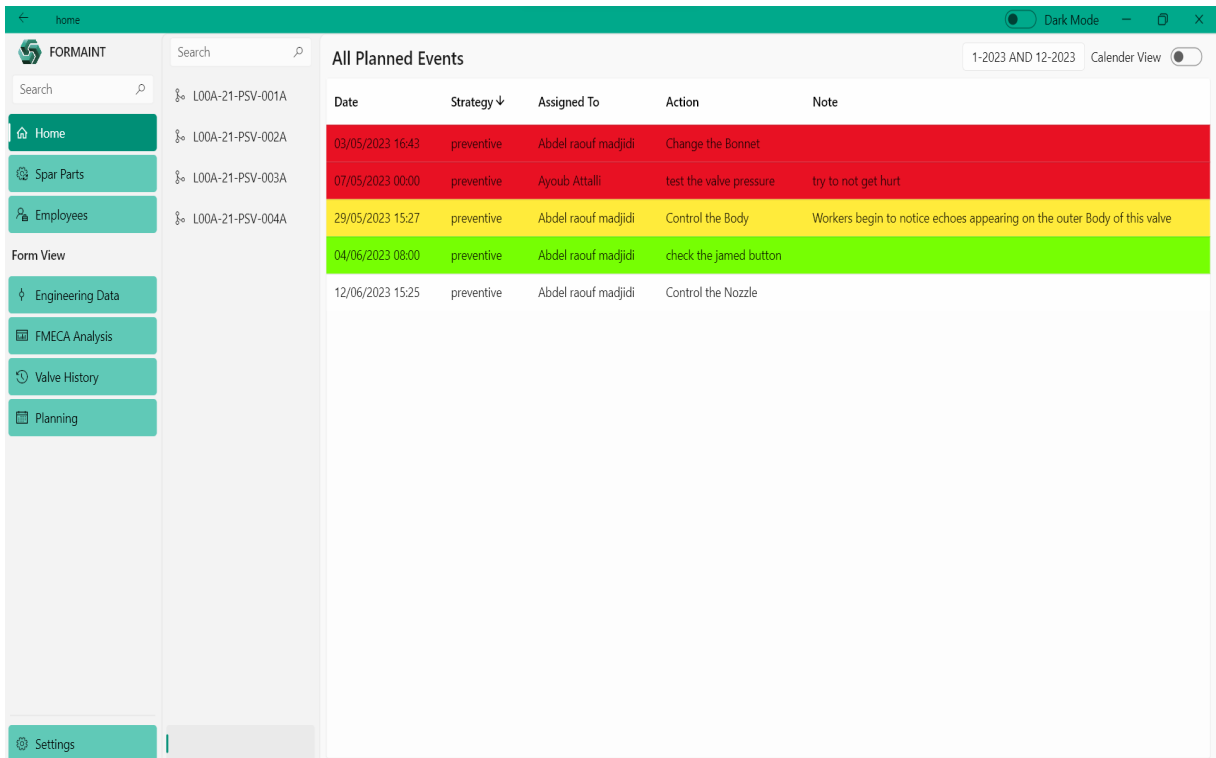 home
Dark Mode
FORMAINT
Search
Home
Spar Parts
Employees
Form View
Engineering Data
FMECA Analysis
Valve History
Planning
Settings
Search
L00A-21-PSV-001A
L00A-21-PSV-002A
L00A-21-PSV-003A
L00A-21-PSV-004A
All Planned Events
1-2023 AND 12-2023 Calender View
Date Strategy Assigned To Action Note
03/05/2023 16:43 preventive Abdel raouf madjidi Change the Bonnet
07/05/2023 00:00 preventive Ayoub Attalli test the valve pressure try to not get hurt
29/05/2023 15:27 preventive Abdel raouf madjidi Control the Body Workers begin to notice echoes appearing on the outer Body of this valve
04/06/2023 08:00 preventive Abdel raouf madjidi check the jamed button
12/06/2023 15:25 preventive Abdel raouf madjidi Control the Nozzle